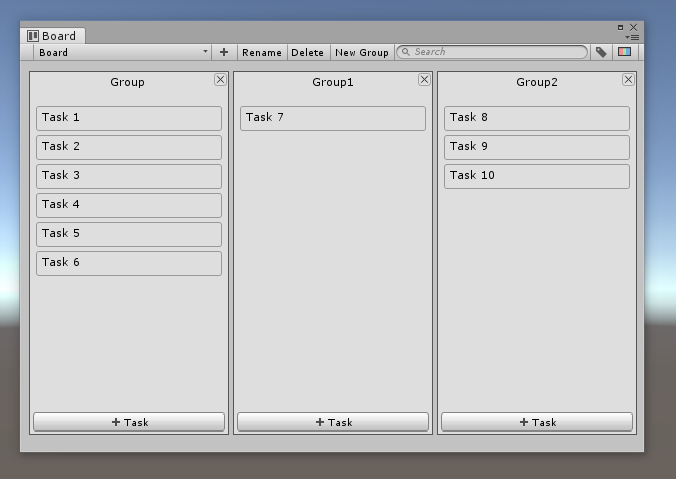 Board
Board + Rename Delete New Group Search
Group Group1 Group2
Task 1 Task 7 Task 8
Task 2 Task 9
Task 3 Task 10
Task 4
Task 5
Task 6
+ Task + Task + Task